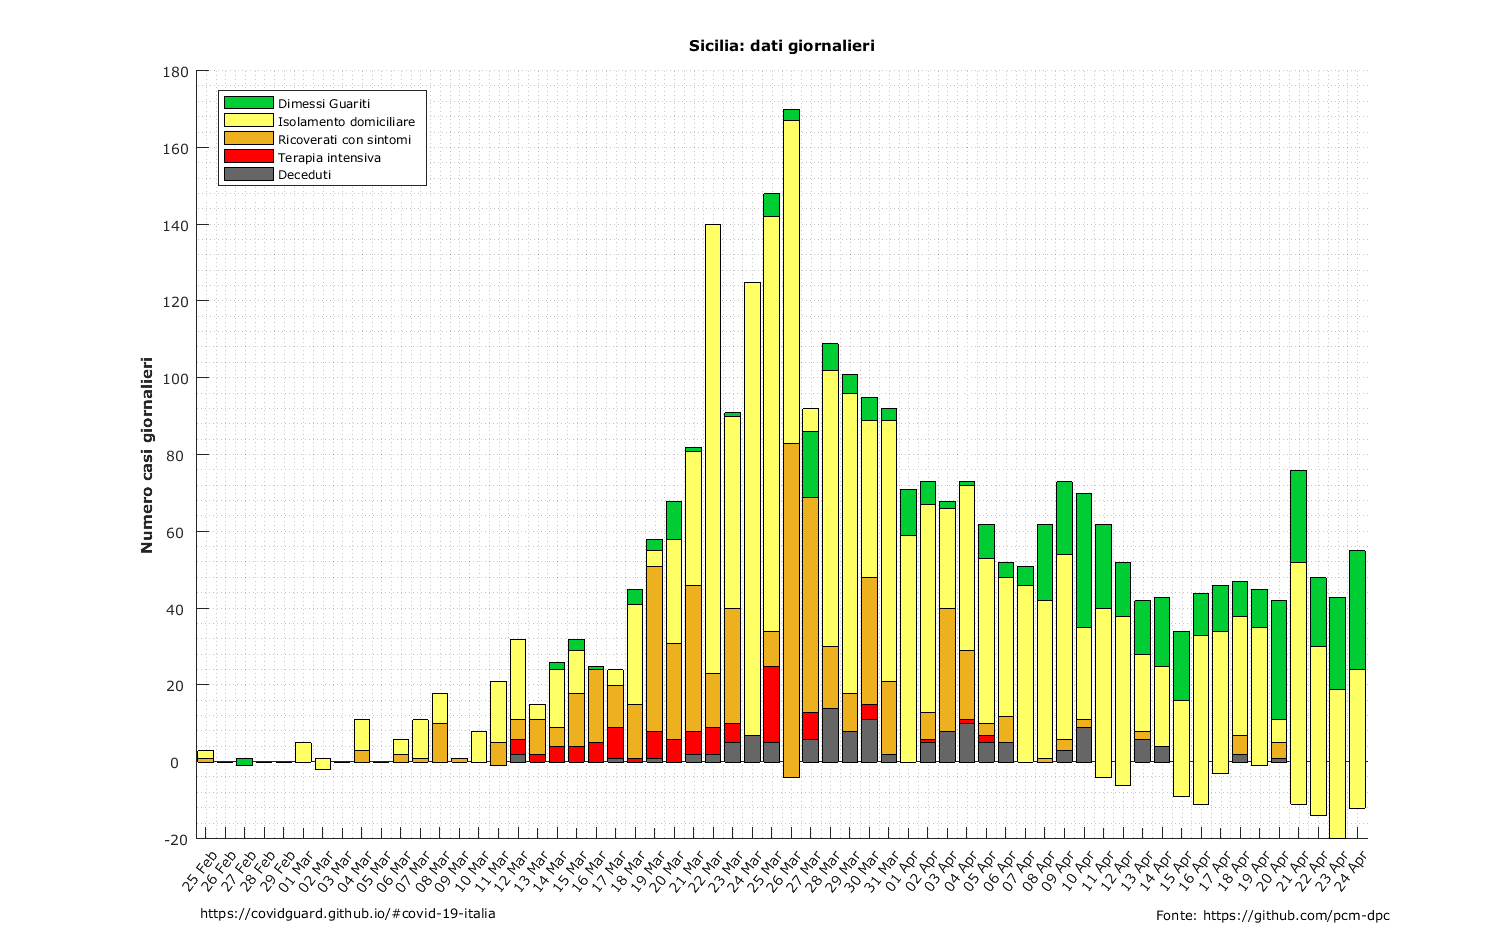 Sicilia: dati giornalieri
180
160
140
120
100
80
60
40
20
0
-20
Numero casi giornalieri
Dimessi Guariti
Isolamento domiciliare
Ricoverati con sintomi
Terapia intensiva
Deceduti
25 Feb
26 Feb
27 Feb
28 Feb
29 Feb
01 Mar
02 Mar
03 Mar
04 Mar
05 Mar
06 Mar
07 Mar
08 Mar
09 Mar
10 Mar
11 Mar
12 Mar
13 Mar
14 Mar
15 Mar
16 Mar
17 Mar
18 Mar
19 Mar
20 Mar
21 Mar
22 Mar
23 Mar
24 Mar
25 Mar
26 Mar
27 Mar
28 Mar
29 Mar
30 Mar
31 Mar
01 Apr
02 Apr
03 Apr
04 Apr
05 Apr
06 Apr
07 Apr
08 Apr
09 Apr
10 Apr
11 Apr
12 Apr
13 Apr
14 Apr
15 Apr
16 Apr
17 Apr
18 Apr
19 Apr
20 Apr
21 Apr
22 Apr
23 Apr
24 Apr
https://covidguard.github.io/#covid-19-italia
Fonte: https://github.com/pcm-dpc